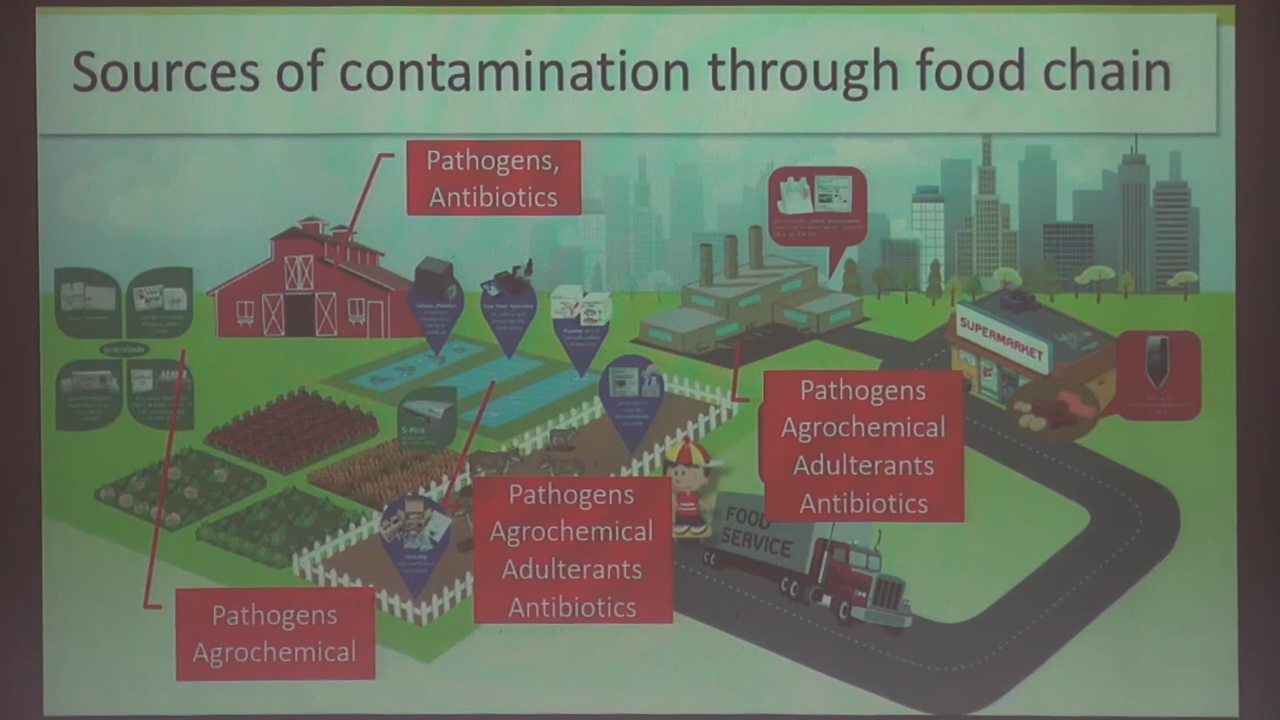 Sources of contamination through food chain
Pathogens,
Antibiotics
SUPERMARKET
Pathogens
Agrochemical
Adulterants
Antibiotics
Pathogens
Agrochemical
Adulterants
Antibiotics
FOOD
SERVICE
Pathogens
Agrochemical